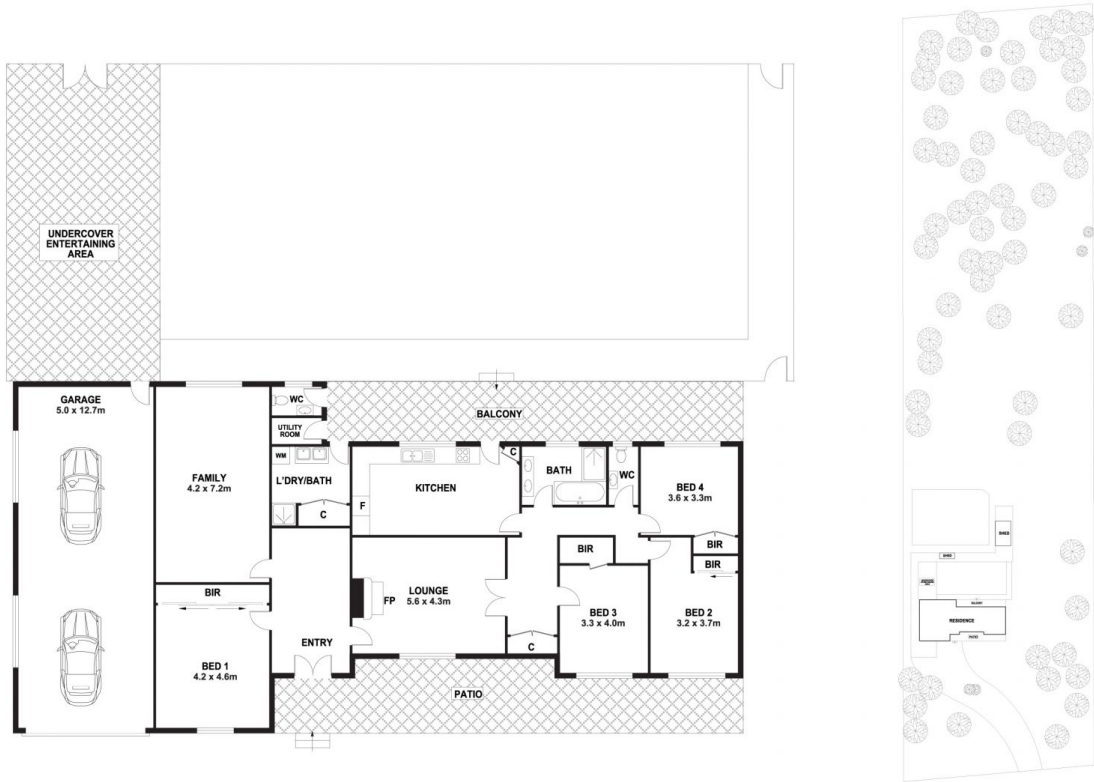 UNDERCOVER
ENTERTAINING
AREA
GARAGE
5.0 x 12.7m
WC
UTILITY
ROOM
BALCONY
FAMILY
4.2 x 7.2m
WM
L'DRY/BATH
C
F
KITCHEN
C
BATH
WC
BED 4
3.6 x 3.3m
BIR
BIR
BIR
BIR
BED 1
4.2 x 4.6m
ENTRY
FP
LOUNGE
5.6 x 4.3m
C
BED 3
3.3 x 4.0m
BED 2
3.2 x 3.7m
PATIO
SHED
SHED
BALCONY
RESIDENCE
PATIO